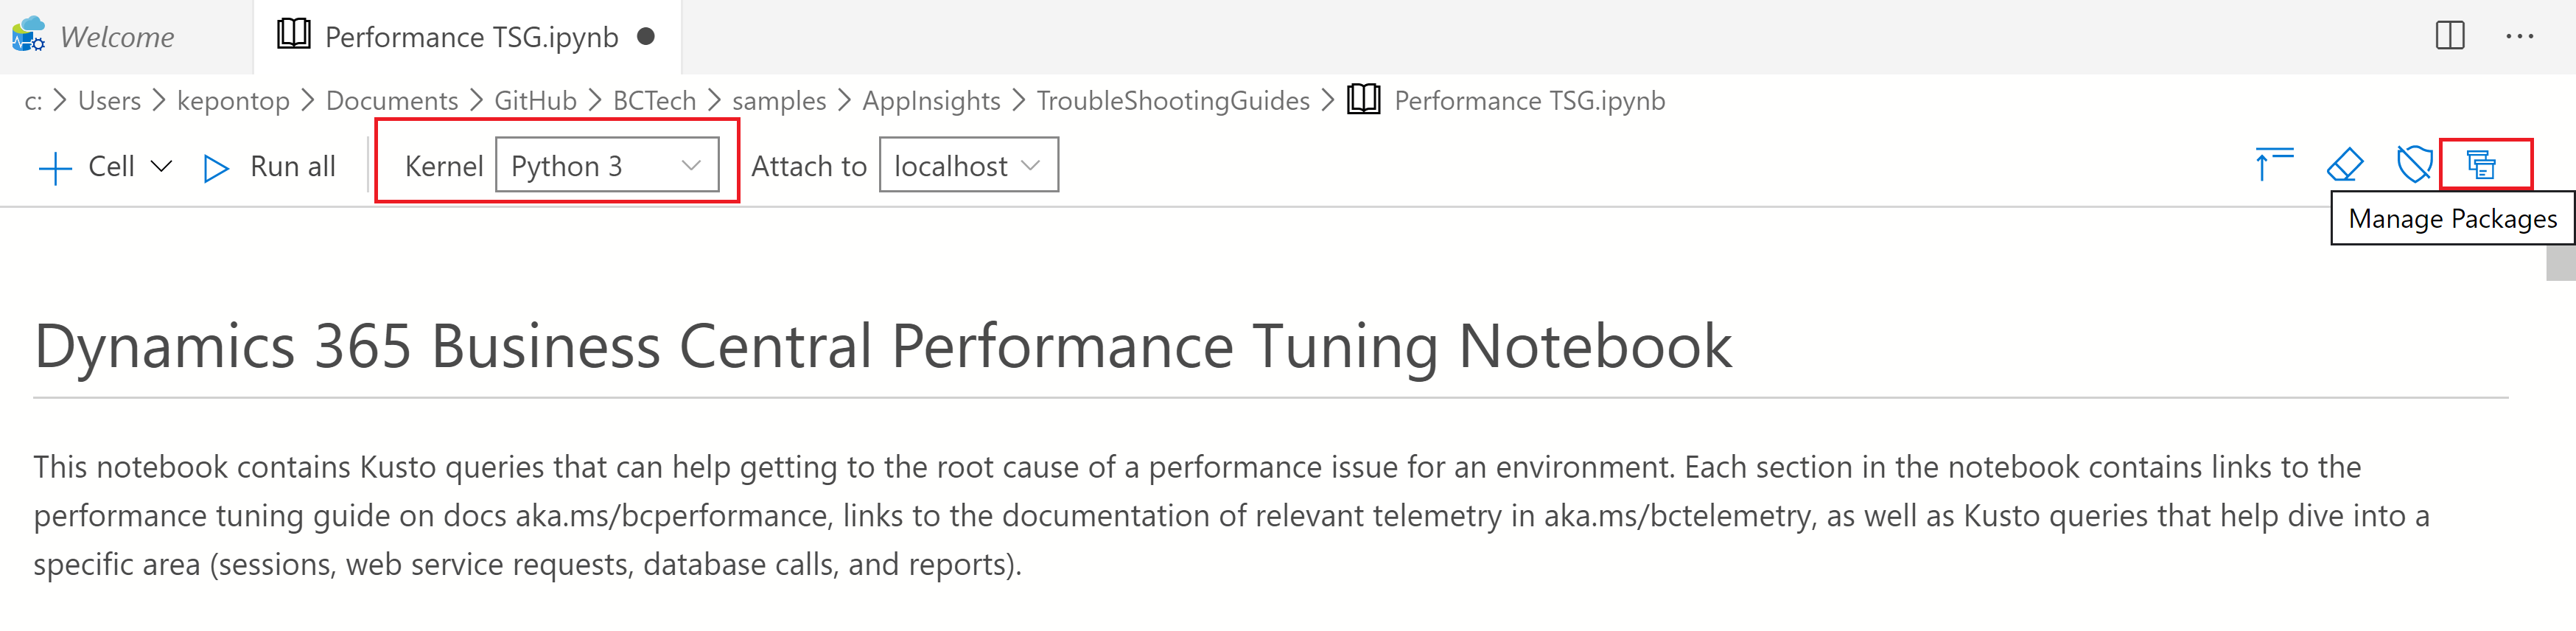 Welcome Performance TSG.ipynb
c: Users kepontop Documents GitHub BCTech samples AppInsights TroubleShootingGuides Performance TSG.ipynb
Cell Run all Kernel Python 3 Attach to localhost
Manage Packages
Dynamics 365 Business Central Performance Tuning Notebook
This notebook contains Kusto queries that can help getting to the root cause of a performance issue for an environment. Each section in the notebook contains links to the
performance tuning guide on docs aka.ms/bcperformance, links to the documentation of relevant telemetry in aka.ms/bctelemetry, as well as Kusto queries that help dive into a
specific area (sessions, web service requests, database calls, and reports).